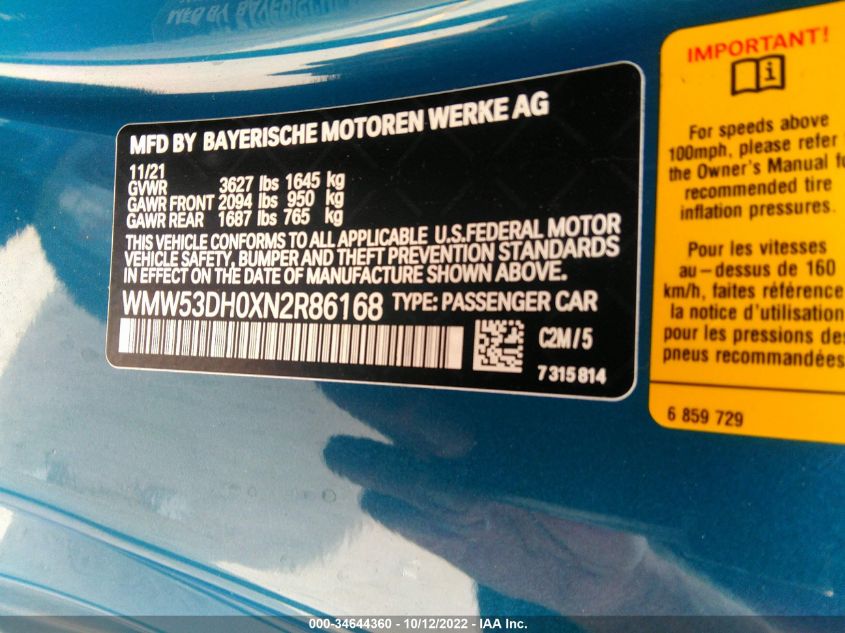 MFD BY BAYERISCHE MOTOREN WERKE AG
11/21
GVWR 3627 lbs 1645 kg
GAWR FRONT 2094 lbs 950 kg
GAWR REAR 1687 lbs 765 kg
THIS VEHICLE CONFORMS TO ALL APPLICABLE U.S.FEDERAL MOTOR
VEHICLE SAFETY, BUMPER AND THEFT PREVENTION STANDARDS
IN EFFECT ON THE DATE OF MANUFACTURE SHOWN ABOVE.
WMW53DH0XN2R86168 TYPE: PASSENGER CAR
C2M/5
7315814
IMPORTANT!
i
For speeds above
100mph, please refer
the Owner's Manual
recommended tire
inflation pressures.
Pour les vitesses
au-dessus de 160
km/h, faites référence
la notice d'utilisation
pour les pressions
pneus recommandées
6 859 729
000-34644360 - 10/12/2022 - IAA Inc.